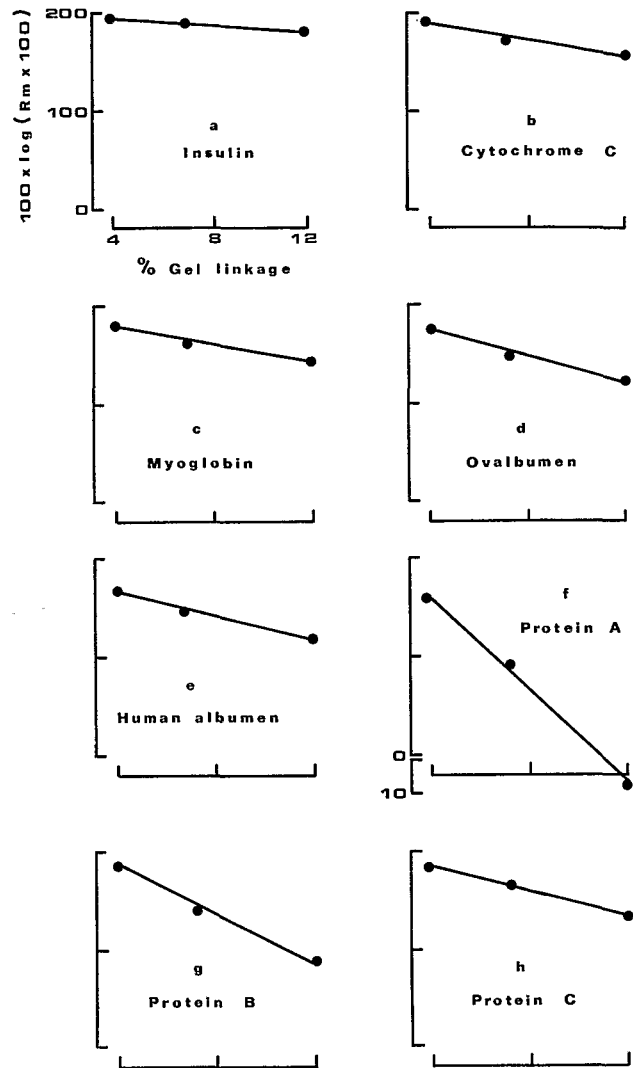 200
100
0
100 x log ( Rm x 100 )
a
Insulin
4 8 12
% Gel linkage
b
Cytochrome C
c
Myoglobin
d
Ovalbumen
e
Human albumen
f
Protein A
0
10
g
Protein B
h
Protein C